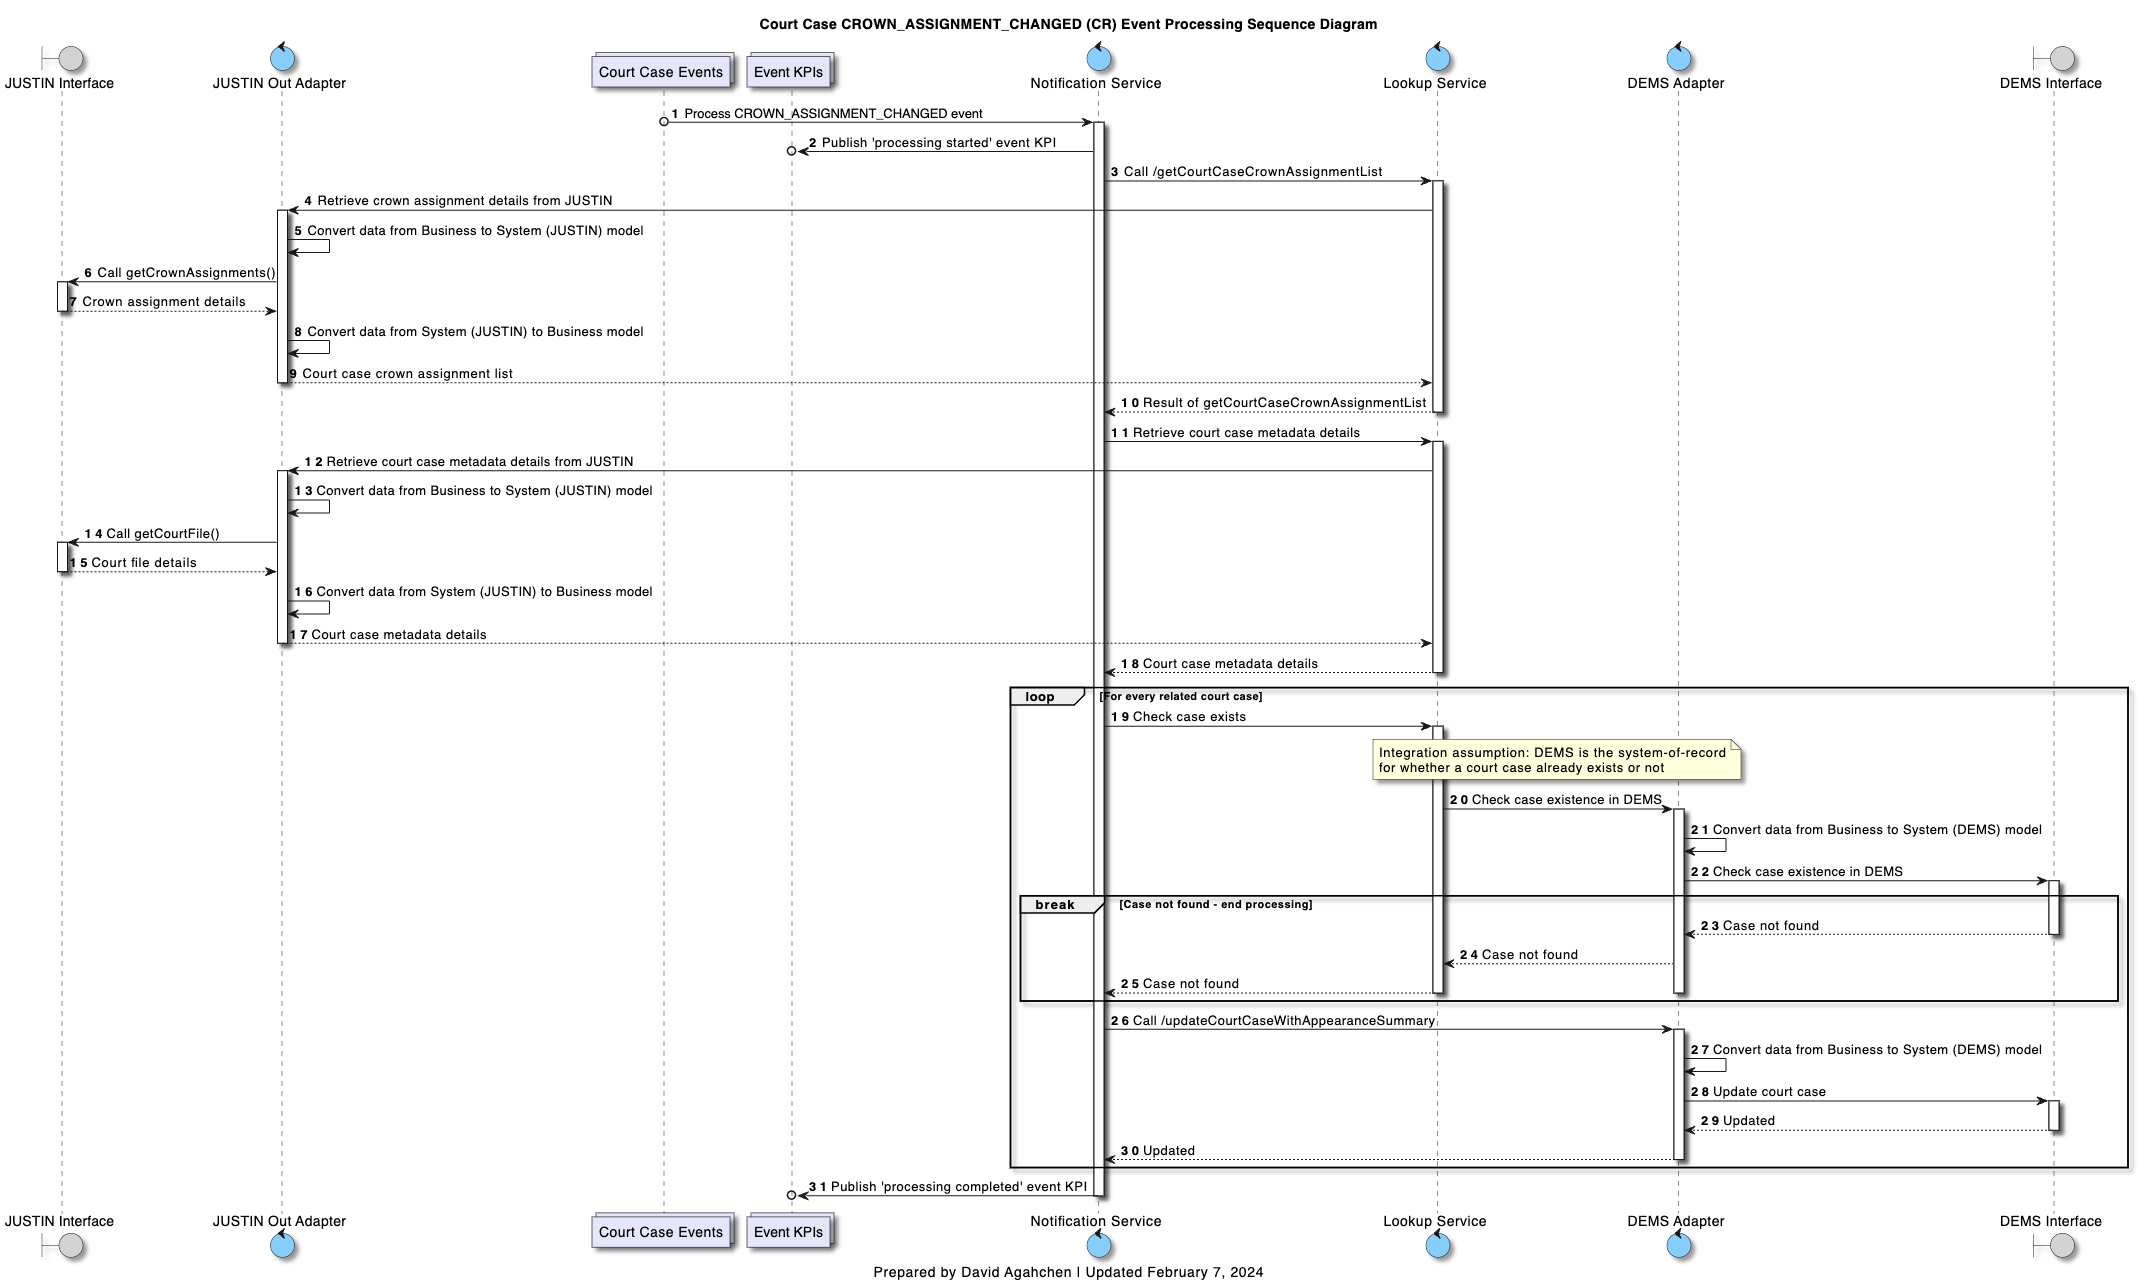 Court Case CROWN_ASSIGNMENT_CHANGED (CR) Event Processing Sequence Diagram
JUSTIN Interface
JUSTIN Out Adapter
Court Case Events
Event KPIs
Notification Service
Lookup Service
DEMS Adapter
DEMS Interface
1 Process CROWN_ASSIGNMENT_CHANGED event
2 Publish 'processing started' event KPI
3 Call /getCourtCaseCrownAssignmentList
4 Retrieve crown assignment details from JUSTIN
5 Convert data from Business to System (JUSTIN) model
6 Call getCrownAssignments()
7 Crown assignment details
8 Convert data from System (JUSTIN) to Business model
9 Court case crown assignment list
10 Result of getCourtCaseCrownAssignmentList
11 Retrieve court case metadata details
12 Retrieve court case metadata details from JUSTIN
13 Convert data from Business to System (JUSTIN) model
14 Call getCourtFile()
15 Court file details
16 Convert data from System (JUSTIN) to Business model
17 Court case metadata details
18 Court case metadata details
loop [For every related court case]
19 Check case exists
Integration assumption: DEMS is the system-of-record
for whether a court case already exists or not
20 Check case existence in DEMS
21 Convert data from Business to System (DEMS) model
22 Check case existence in DEMS
break [Case not found - end processing]
23 Case not found
24 Case not found
25 Case not found
26 Call /updateCourtCaseWithAppearanceSummary
27 Convert data from Business to System (DEMS) model
28 Update court case
29 Updated
30 Updated
31 Publish 'processing completed' event KPI
JUSTIN Interface
JUSTIN Out Adapter
Court Case Events
Event KPIs
Notification Service
Lookup Service
DEMS Adapter
DEMS Interface
Prepared by David Agahchen | Updated February 7, 2024